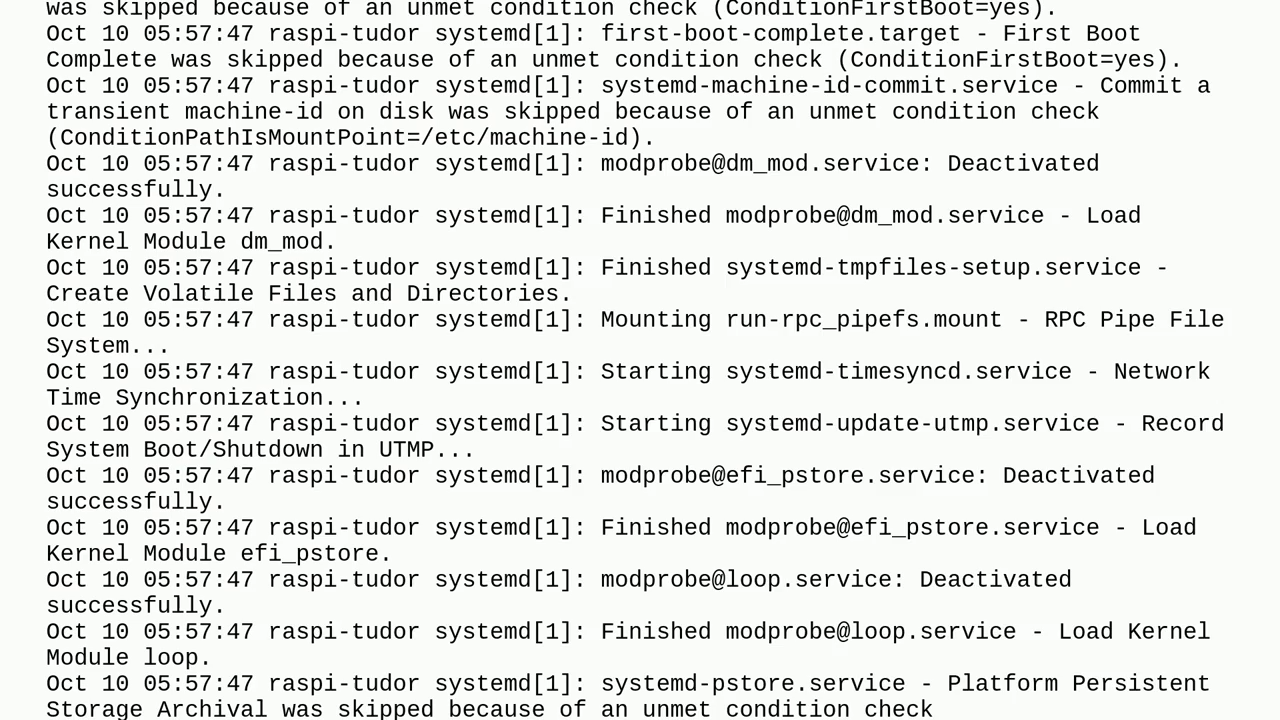 was skipped because of an unmet condition check (ConditionFirstBoot=yes).
Oct 10 05:57:47 raspi-tudor systemd[1]: first-boot-complete.target - First Boot
Complete was skipped because of an unmet condition check (ConditionFirstBoot=yes).
Oct 10 05:57:47 raspi-tudor systemd[1]: systemd-machine-id-commit.service - Commit a
transient machine-id on disk was skipped because of an unmet condition check
(ConditionPathIsMountPoint=/etc/machine-id).
Oct 10 05:57:47 raspi-tudor systemd[1]: modprobe@dm_mod.service: Deactivated
successfully.
Oct 10 05:57:47 raspi-tudor systemd[1]: Finished modprobe@dm_mod.service - Load
Kernel Module dm_mod.
Oct 10 05:57:47 raspi-tudor systemd[1]: Finished systemd-tmpfiles-setup.service -
Create Volatile Files and Directories.
Oct 10 05:57:47 raspi-tudor systemd[1]: Mounting run-rpc_pipefs.mount - RPC Pipe File
System...
Oct 10 05:57:47 raspi-tudor systemd[1]: Starting systemd-timesyncd.service - Network
Time Synchronization...
Oct 10 05:57:47 raspi-tudor systemd[1]: Starting systemd-update-utmp.service - Record
System Boot/Shutdown in UTMP...
Oct 10 05:57:47 raspi-tudor systemd[1]: modprobe@efi_pstore.service: Deactivated
successfully.
Oct 10 05:57:47 raspi-tudor systemd[1]: Finished modprobe@efi_pstore.service - Load
Kernel Module efi_pstore.
Oct 10 05:57:47 raspi-tudor systemd[1]: modprobe@loop.service: Deactivated
successfully.
Oct 10 05:57:47 raspi-tudor systemd[1]: Finished modprobe@loop.service - Load Kernel
Module loop.
Oct 10 05:57:47 raspi-tudor systemd[1]: systemd-pstore.service - Platform Persistent
Storage Archival was skipped because of an unmet condition check